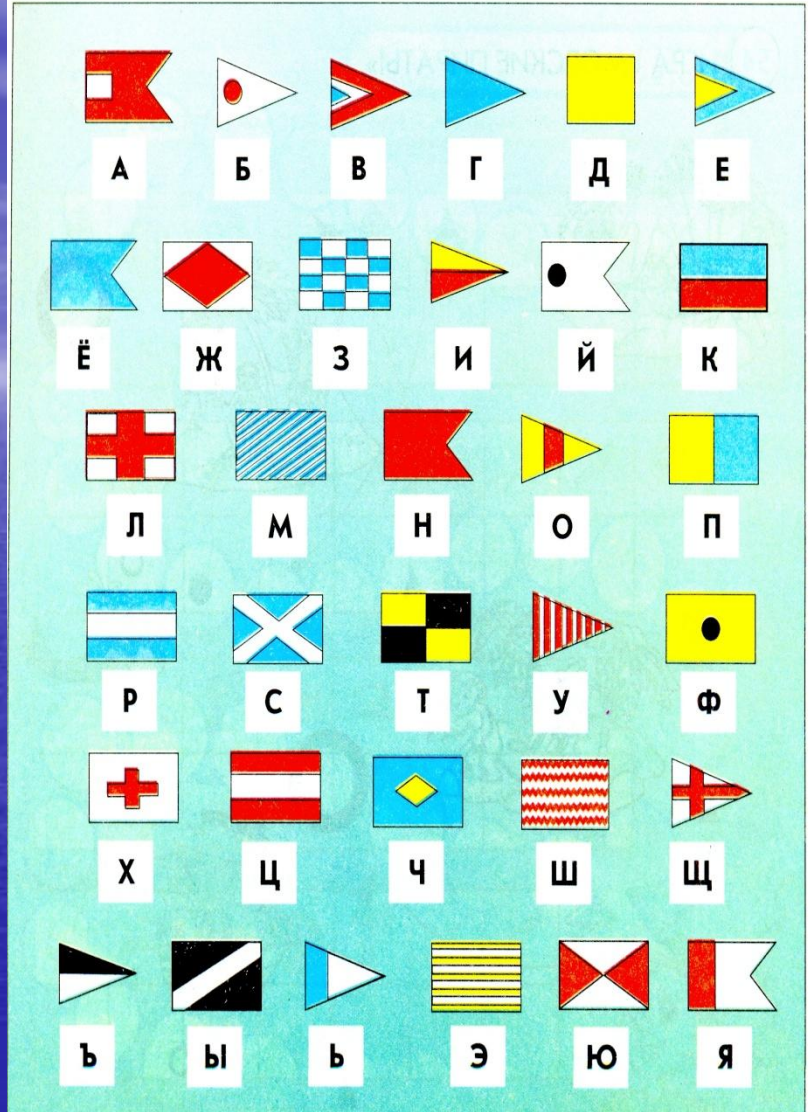 А Б В Г Д Е
Ё Ж З И Й К
Л М Н О П
Р С Т У Ф
Х Ц Ч Ш Щ
Ъ Ы Ь Э Ю Я